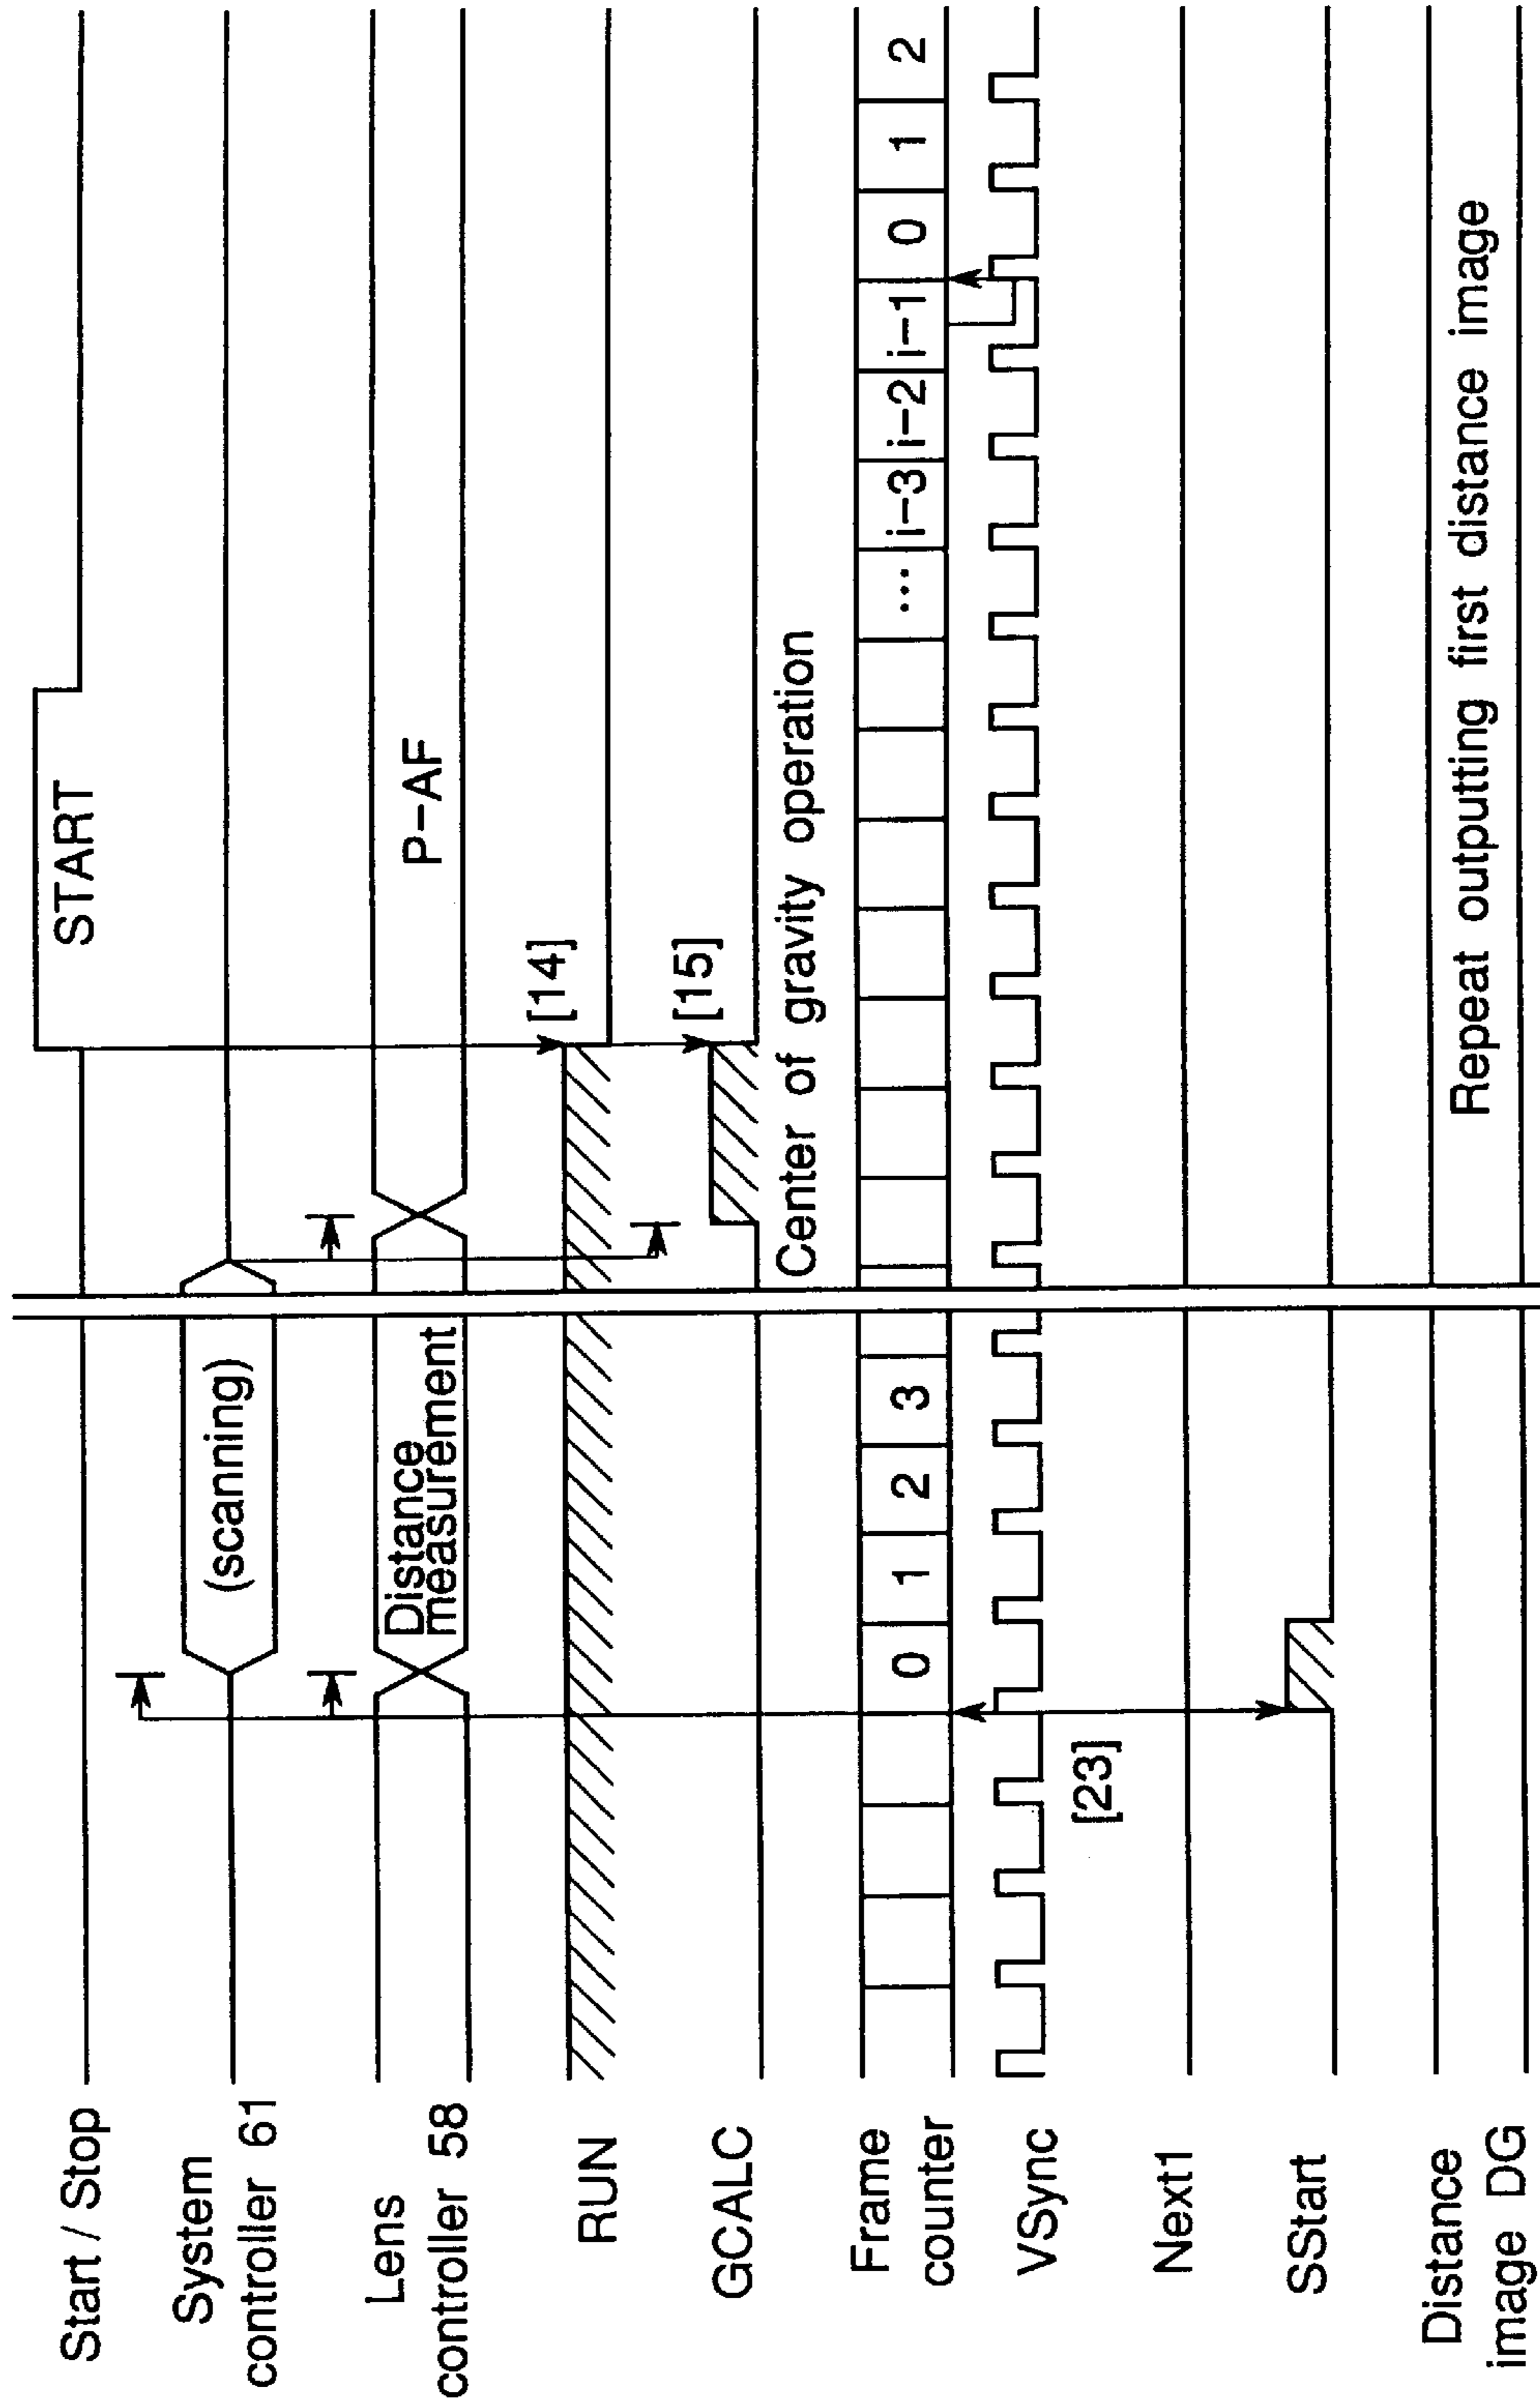 Start / Stop
START
System
controller 61
(scanning)
Lens
controller 58
Distance
measurement
P-AF
RUN
[14]
GCALC
[15]
Center of gravity operation
Frame
counter
0 1 2 3 ... i-3 i-2 i-1 0 1 2
VSync
[23]
Next1
SStart
Distance
image DG
Repeat outputting first distance image